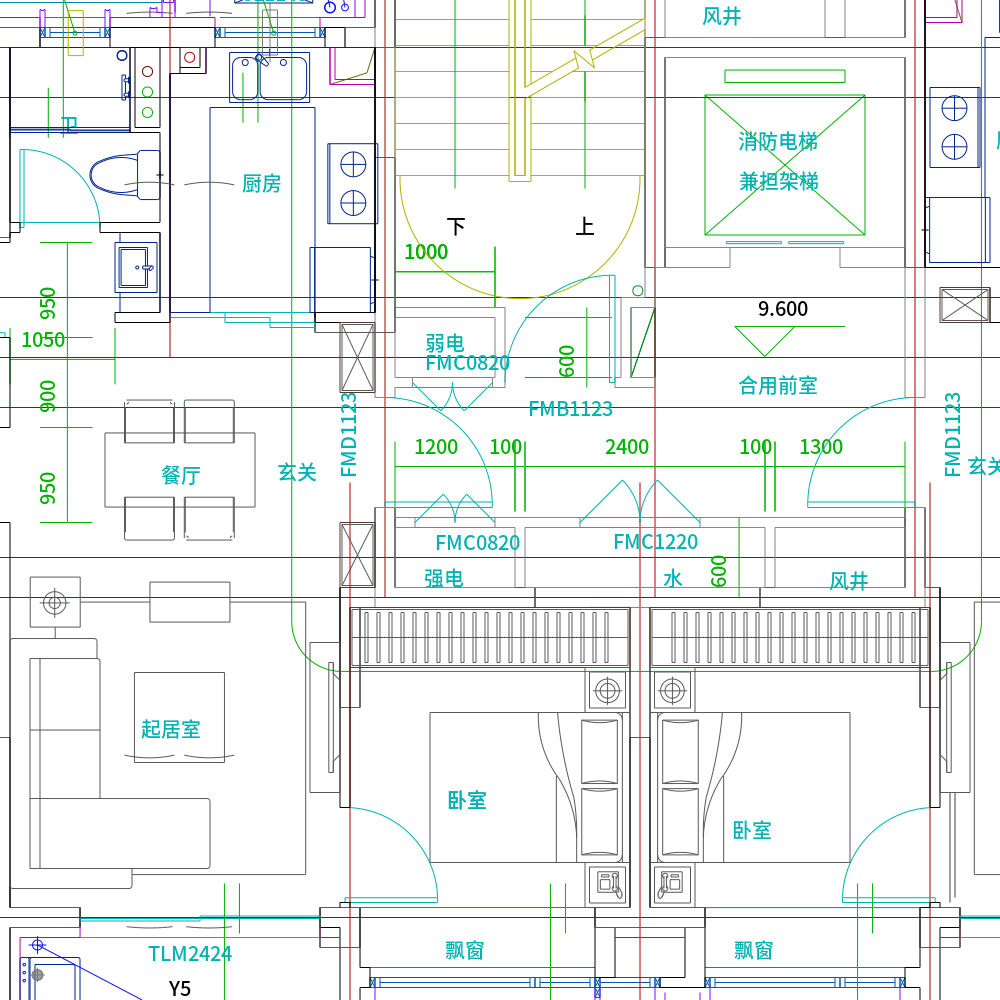 风井
卫
消防电梯
兼担架梯
厨房
下
上
1000
950
9.600
1050
弱电
FMC0820
600
900
合用前室
FMB1123
FMD1123
FMD1123
1200
100
2400
100
1300
餐厅
玄关
玄关
950
FMC0820
FMC1220
强电
水
600
风井
起居室
卧室
卧室
TLM2424
飘窗
飘窗
Y5